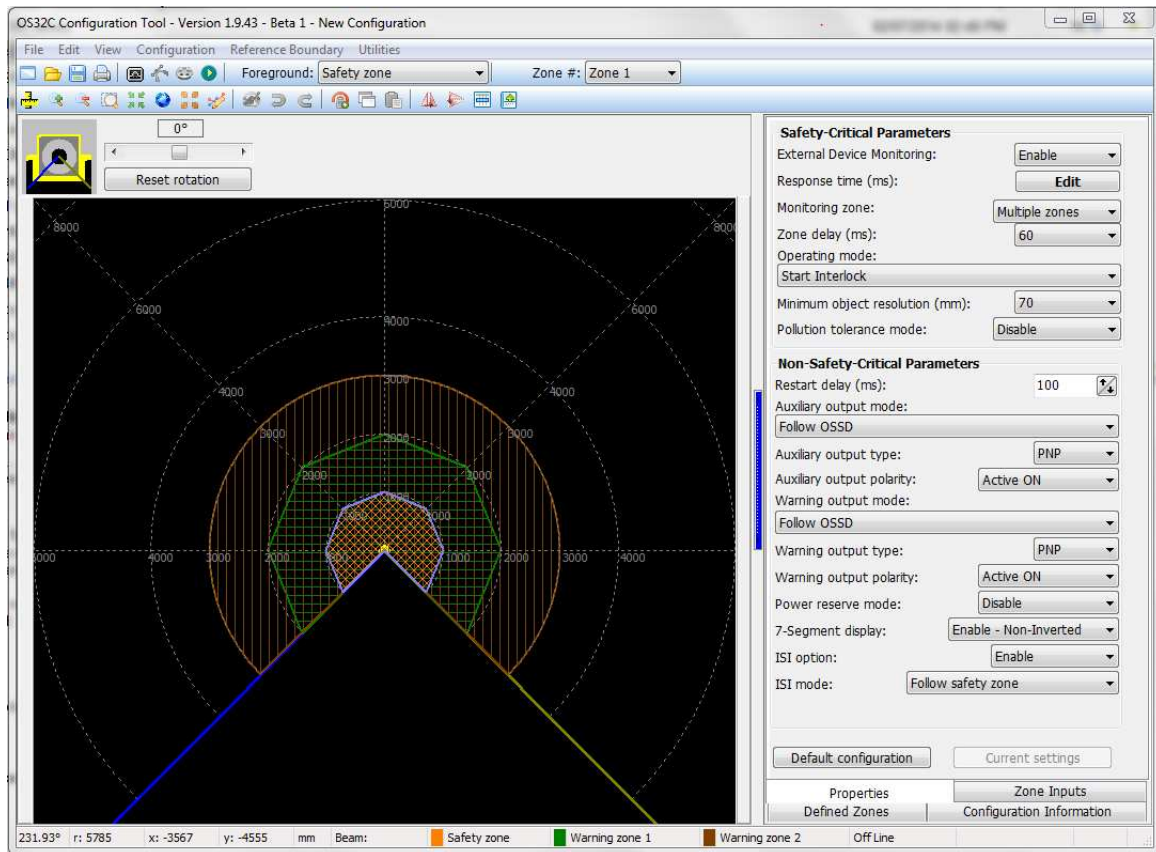 OS32C Configuration Tool - Version 1.9.43 - Beta 1 - New Configuration
File Edit View Configuration Reference Boundary Utilities
Foreground: Safety zone Zone #: Zone 1
0°
Reset rotation
Safety-Critical Parameters
External Device Monitoring: Enable
Response time (ms): Edit
Monitoring zone: Multiple zones
Zone delay (ms): 60
Operating mode:
Start Interlock
Minimum object resolution (mm): 70
Pollution tolerance mode: Disable
Non-Safety-Critical Parameters
Restart delay (ms): 100
Auxiliary output mode:
Follow OSSD
Auxiliary output type: PNP
Auxiliary output polarity: Active ON
Warning output mode:
Follow OSSD
Warning output type: PNP
Warning output polarity: Active ON
Power reserve mode: Disable
7-Segment display: Enable - Non-Inverted
ISI option: Enable
ISI mode: Follow safety zone
Default configuration Current settings
Properties Zone Inputs
Defined Zones Configuration Information
8000 8000
6000 6000
4000
4000 4000
3000
3000 3000
2000
2000 2000
1000
4000 3000 2000 1000 2000 3000 4000
231.93° r: 5785 x: -3567 y: -4555 mm Beam: Safety zone Warning zone 1 Warning zone 2 Off Line